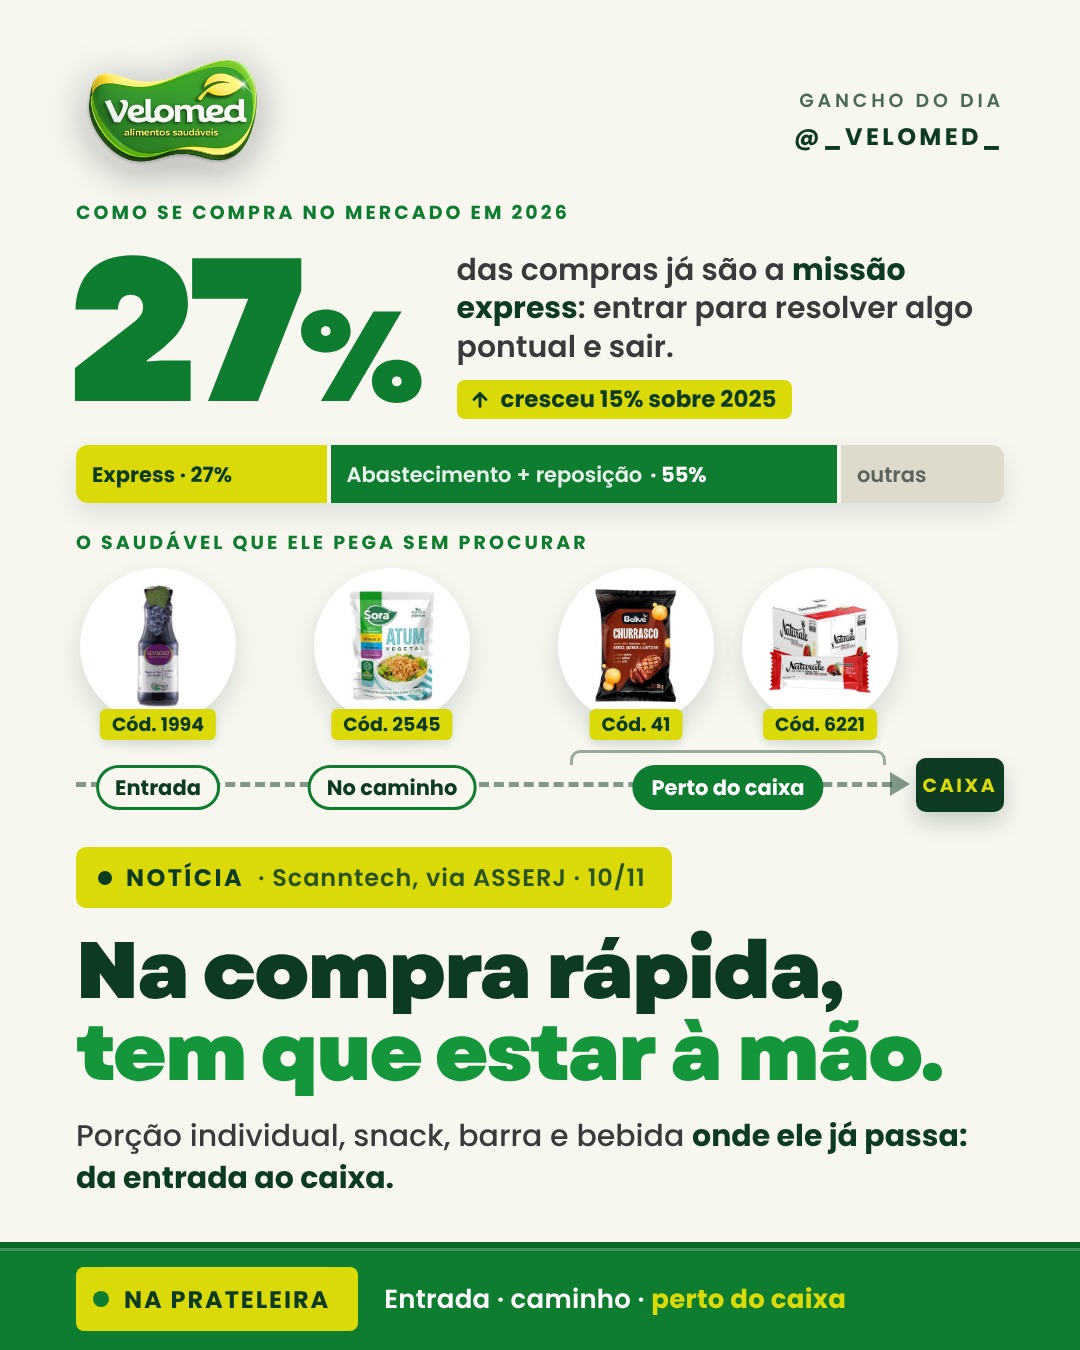 Velomed
alimentos saudáveis
GANCHO DO DIA
@_VELOMED_
COMO SE COMPRA NO MERCADO EM 2026
27%
das compras já são a missão
express: entrar para resolver algo
pontual e sair.
↑ cresceu 15% sobre 2025
Express · 27%
Abastecimento + reposição · 55%
outras
O SAUDÁVEL QUE ELE PEGA SEM PROCURAR
Sora
ATUM
VEGETAL
Belive
CHURRASCO
Naturale
Naturale
Cód. 1994
Cód. 2545
Cód. 41
Cód. 6221
Entrada
No caminho
Perto do caixa
CAIXA
NOTÍCIA · Scanntech, via ASSERJ · 10/11
Na compra rápida,
tem que estar à mão.
Porção individual, snack, barra e bebida onde ele já passa:
da entrada ao caixa.
NA PRATELEIRA
Entrada · caminho · perto do caixa